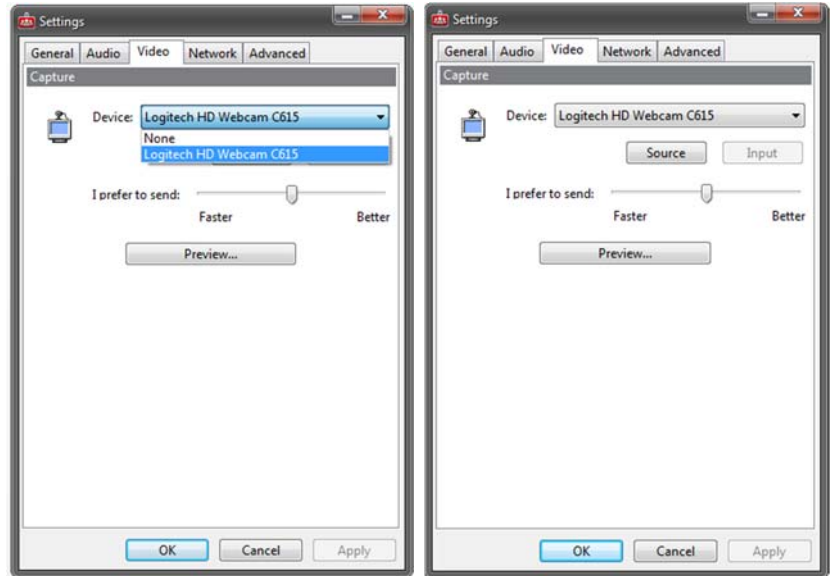 Settings
General Audio Video Network Advanced
Capture
Device: Logitech HD Webcam C615
None
Logitech HD Webcam C615
I prefer to send:
Faster Better
Preview...
OK Cancel Apply
Settings
General Audio Video Network Advanced
Capture
Device: Logitech HD Webcam C615
Source Input
I prefer to send:
Faster Better
Preview...
OK Cancel Apply